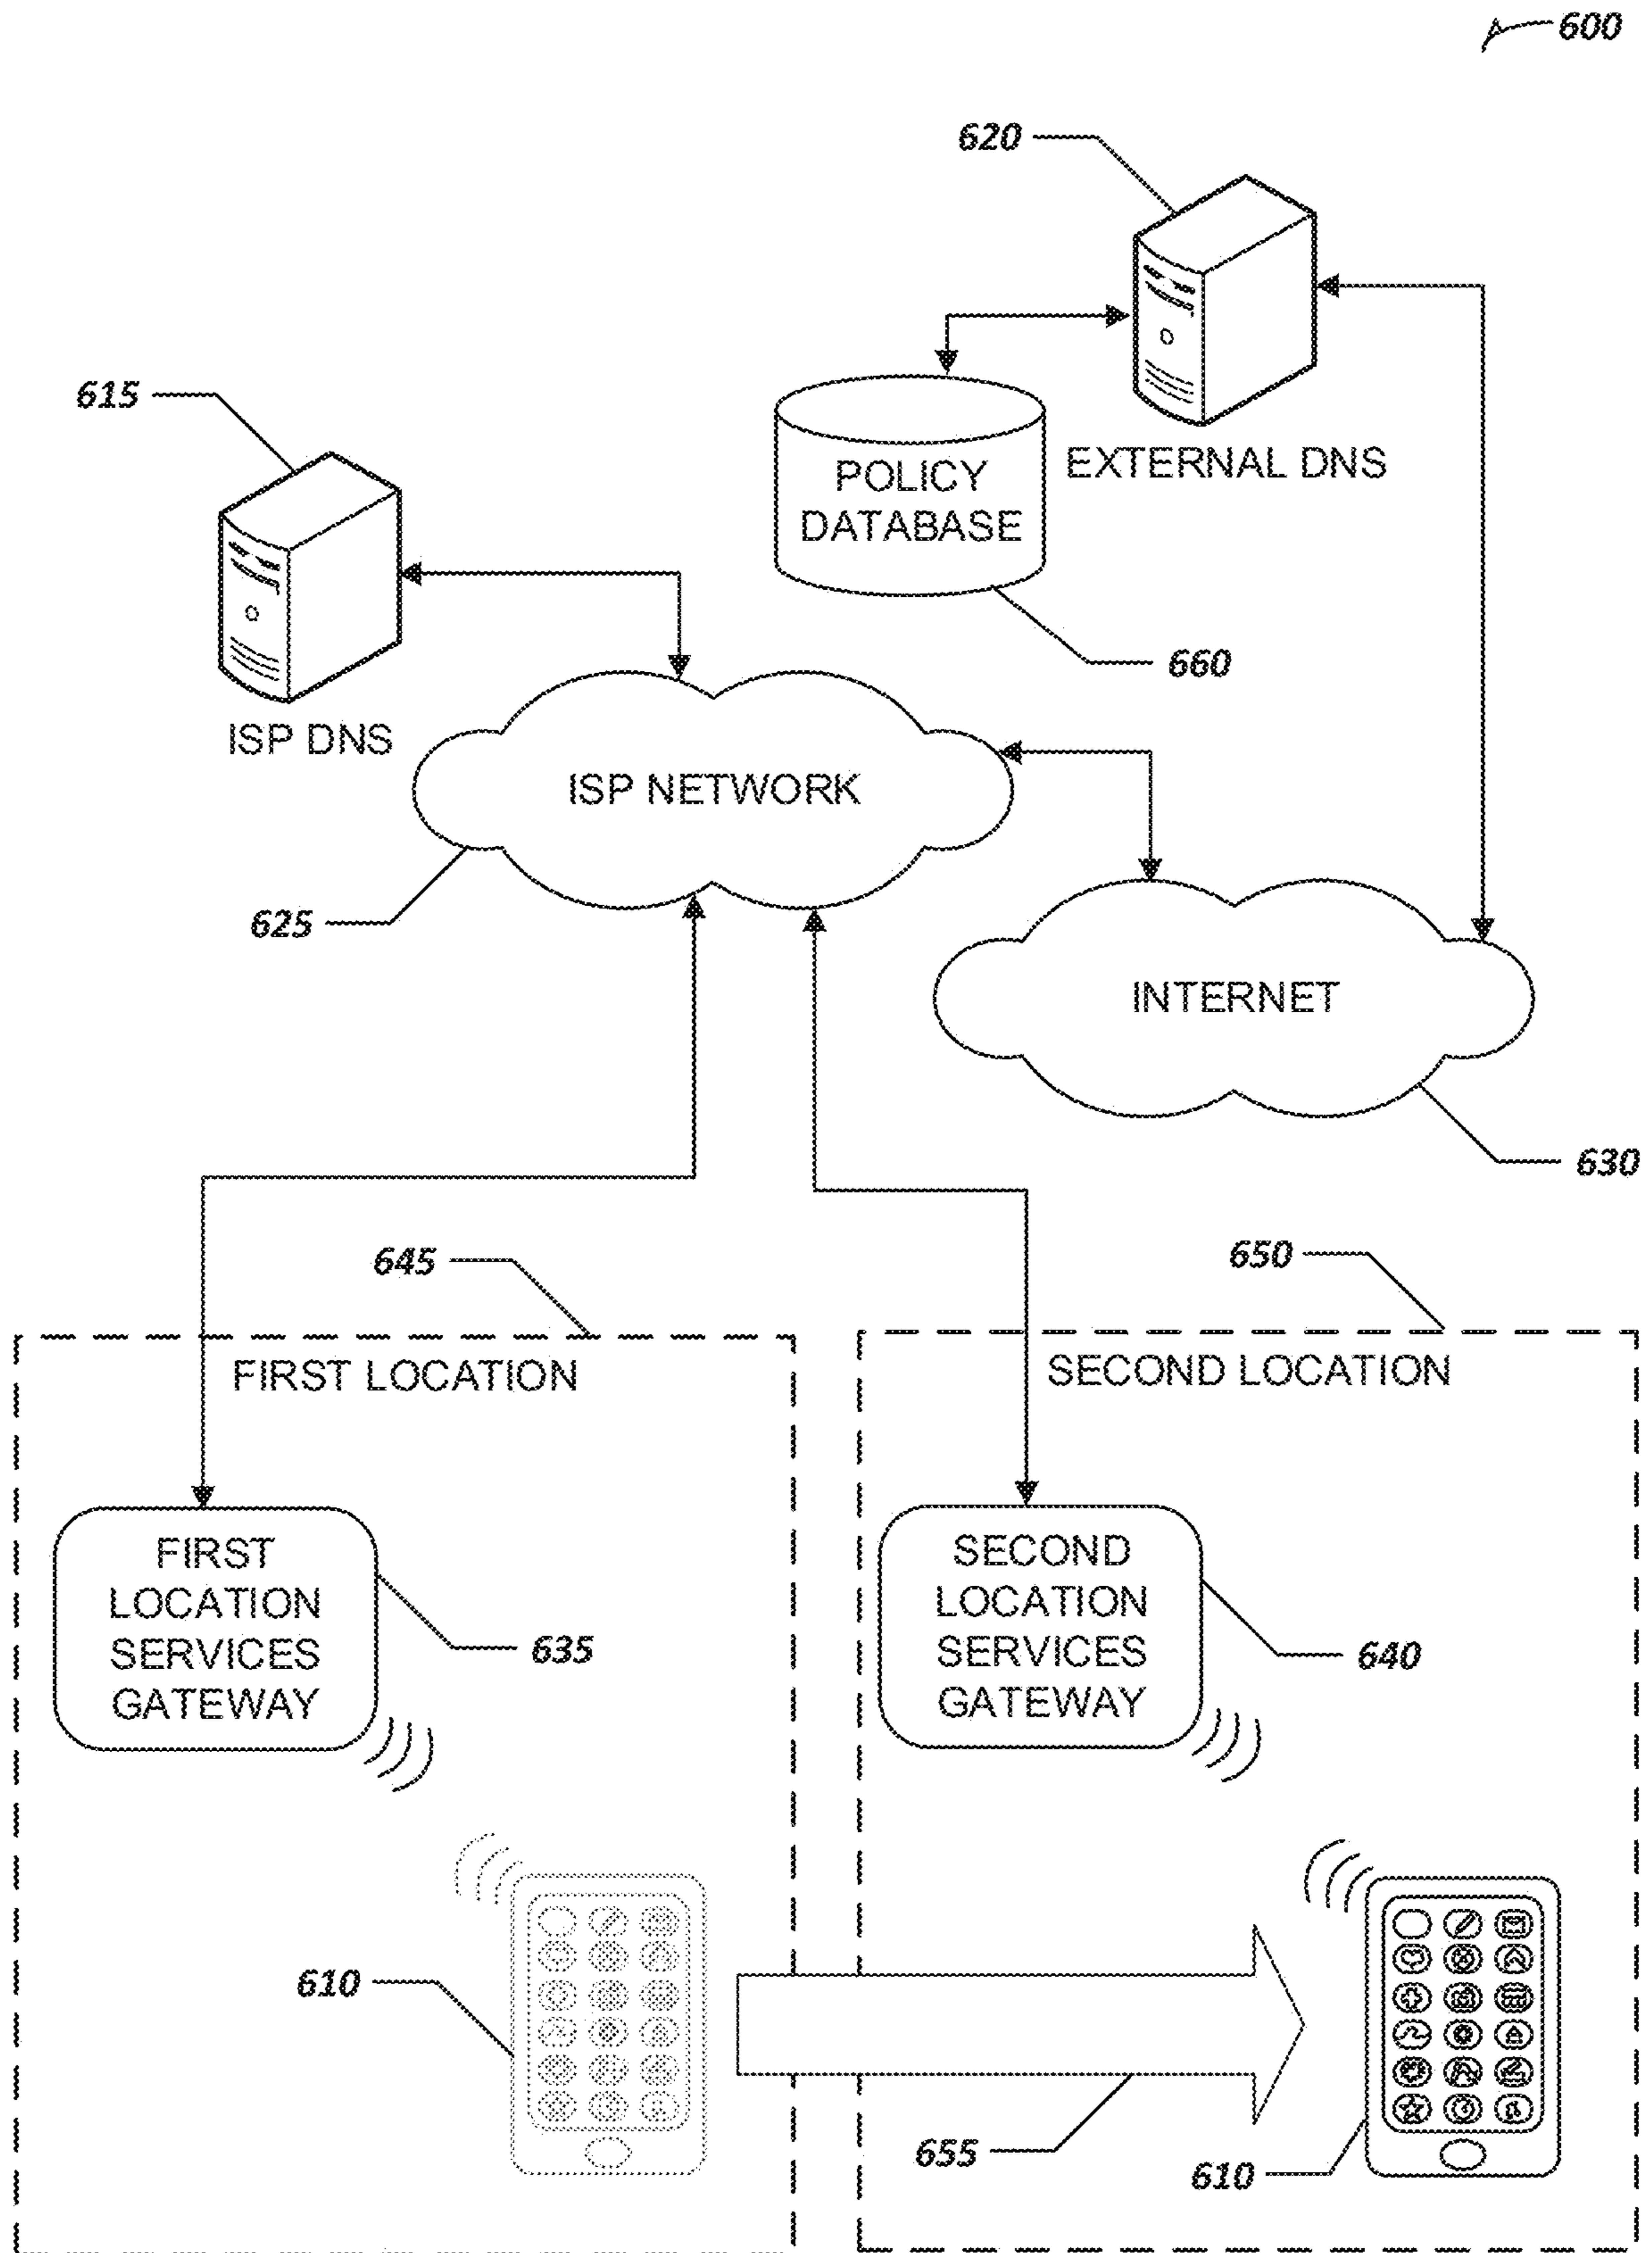 600
620
615
POLICY
DATABASE
EXTERNAL DNS
660
ISP DNS
ISP NETWORK
625
INTERNET
630
645
650
FIRST LOCATION
SECOND LOCATION
FIRST
LOCATION
SERVICES
GATEWAY
635
SECOND
LOCATION
SERVICES
GATEWAY
640
610
655
610